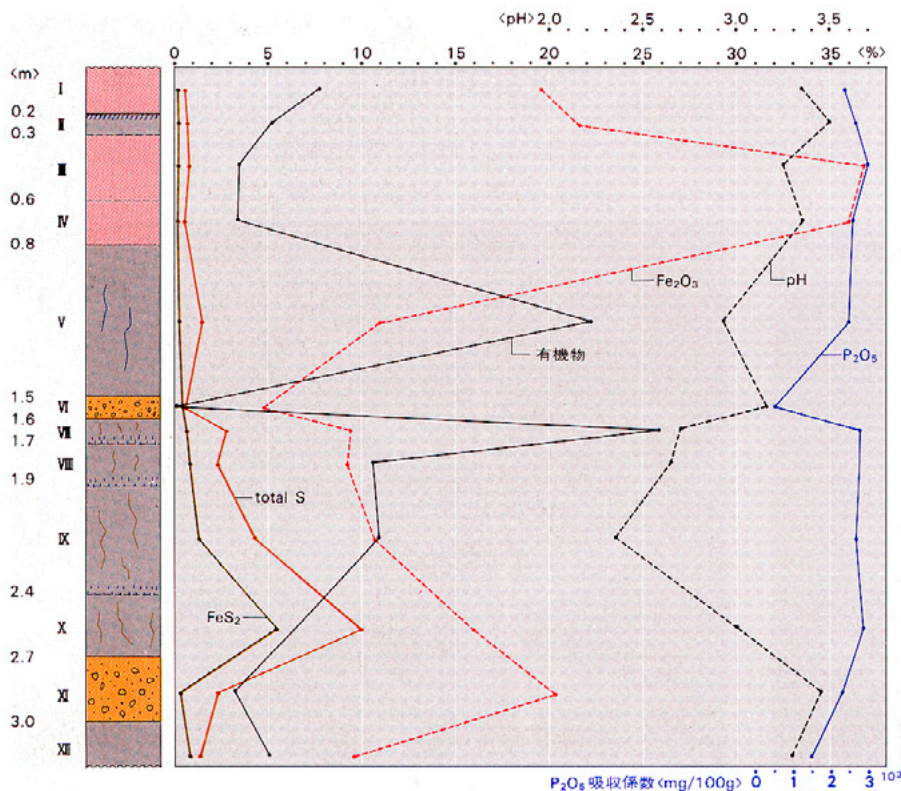 <pH> 2.0 2.5 3.0 3.5
0 5 10 15 20 25 30 35 <%>
<m>
I
0.2
II
0.3
III
0.6
IV
0.8
Fe₂O₃
pH
V
有機物
P₂O₅
1.5
VI
1.6
VII
1.7
VIII
1.9
total S
IX
2.4
FeS₂
X
2.7
XI
3.0
XII
P₂O₅ 吸収係数<mg/100g> 0 1 2 3 10³